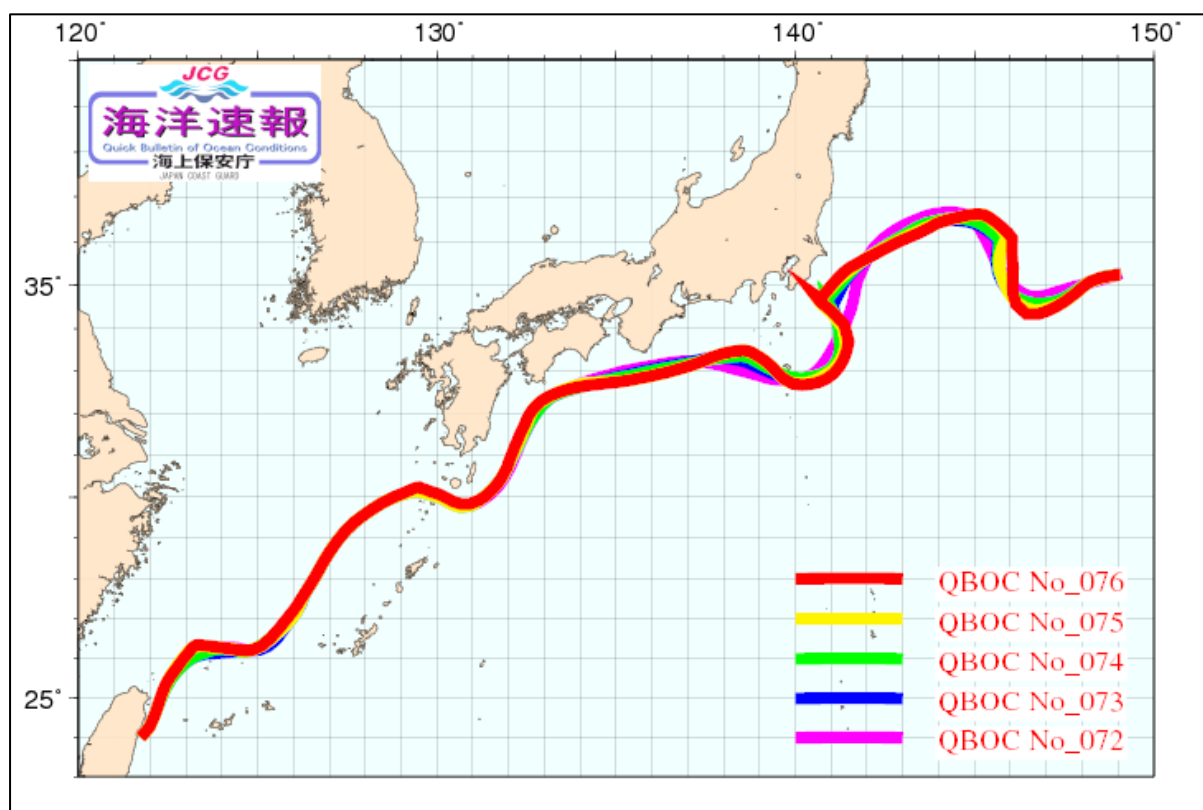 120° 130° 140° 150°
JCG
海洋速報
Quick Bulletin of Ocean Conditions
海上保安庁
JAPAN COAST GUARD
35°
25°
QBOC No_076
QBOC No_075
QBOC No_074
QBOC No_073
QBOC No_072